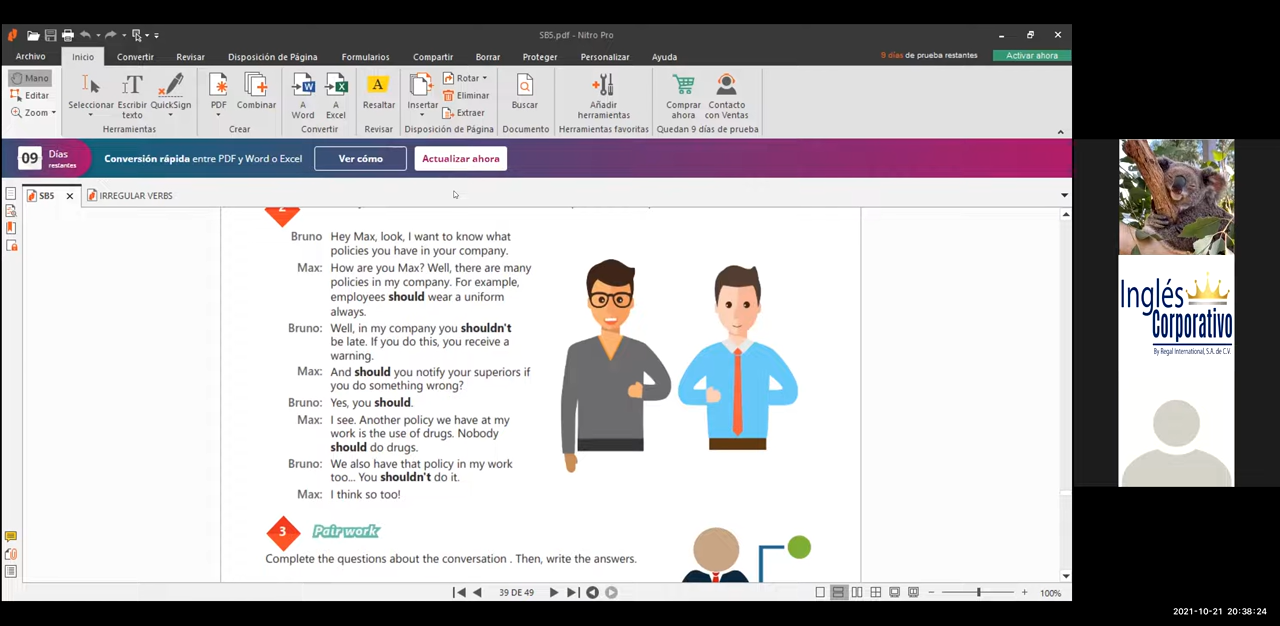 SBS.pdf - Nitro Pro
Archivo Inicio Convertir Revisar Disposición de Página Formularios Compartir Borrar Proteger Personalizar Ayuda
9 días de prueba restantes
Activar ahora
Mano
Editar
Zoom
Seleccionar
Escribir texto
QuickSign
Herramientas
PDF
Combinar
Crear
A Word
A Excel
Convertir
Resaltar
Revisar
Insertar
Rotar
Eliminar
Extraer
Disposición de Página
Buscar
Documento
Añadir herramientas
Herramientas favoritas
Comprar ahora
Contacto con Ventas
Quedan 9 días de prueba
09 Días restantes
Conversión rápida entre PDF y Word o Excel
Ver cómo
Actualizar ahora
SBS
IRREGULAR VERBS
Bruno Hey Max, look, I want to know what
policies you have in your company.
Max: How are you Max? Well, there are many
policies in my company. For example,
employees should wear a uniform
always.
Bruno: Well, in my company you shouldn't
be late. If you do this, you receive a
warning.
Max: And should you notify your superiors if
you do something wrong?
Bruno: Yes, you should.
Max: I see. Another policy we have at my
work is the use of drugs. Nobody
should do drugs.
Bruno: We also have that policy in my work
too... You shouldn't do it.
Max: I think so too!
3 Pair work
Complete the questions about the conversation . Then, write the answers.
39 DE 49
100%
Inglés
Corporativo
By Regal International, S.A. de C.V.
2021-10-21 20:38:24